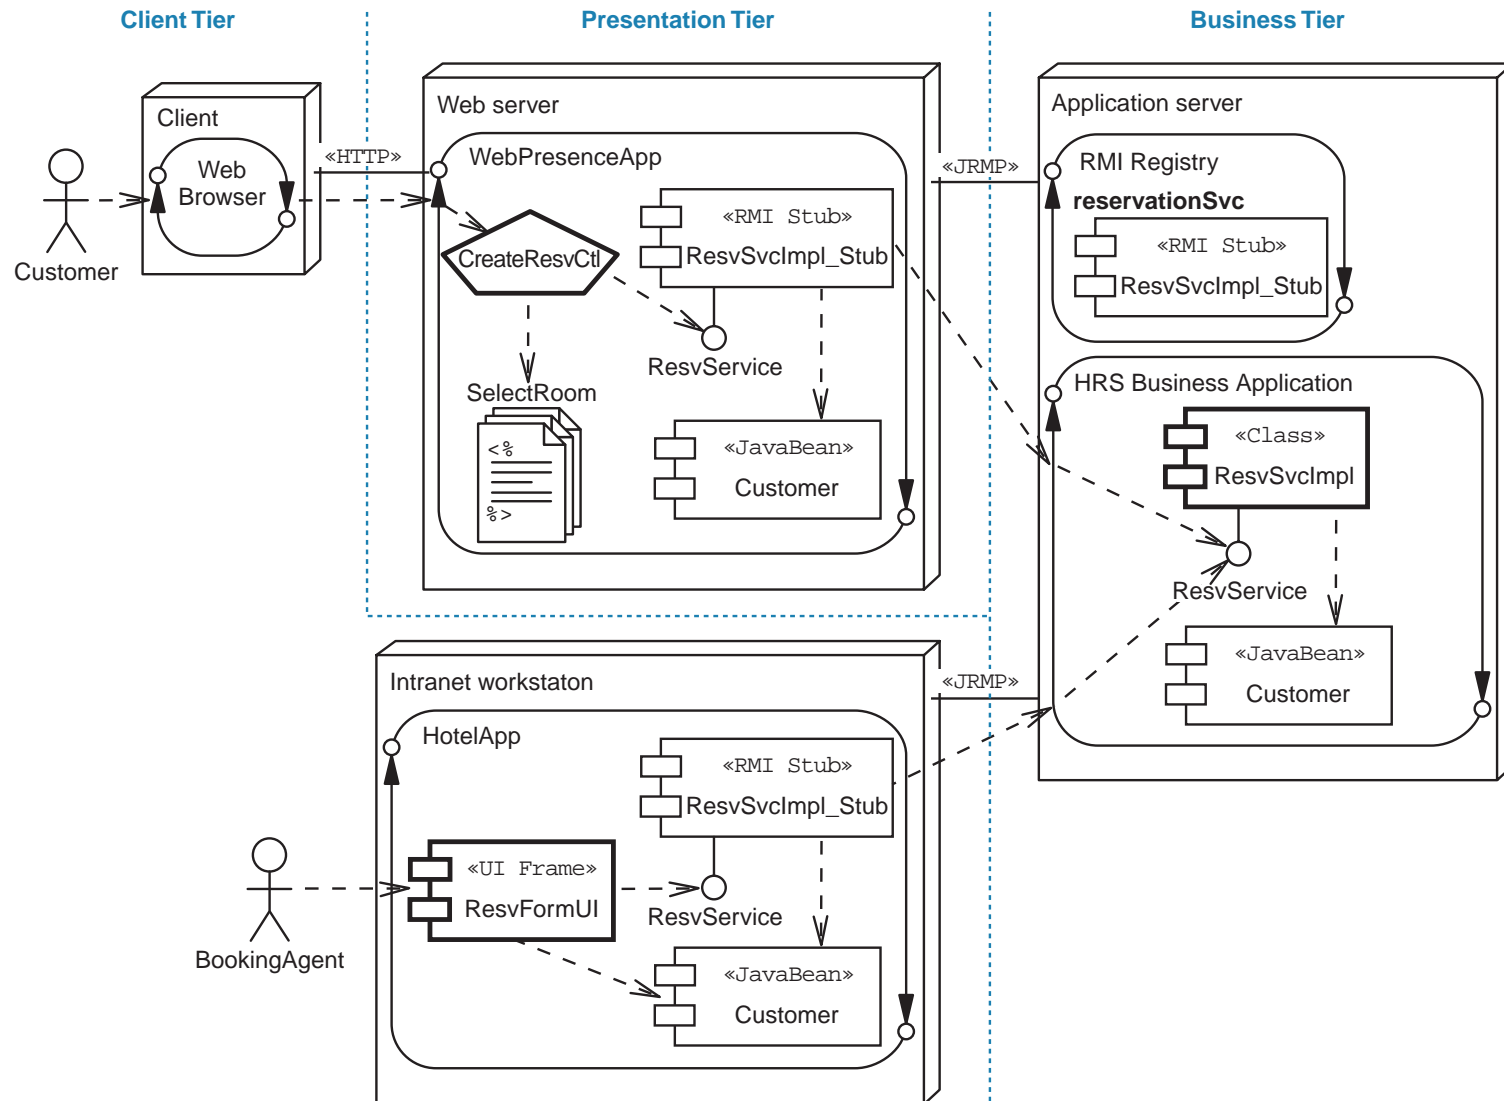 Client Tier
Presentation Tier
Business Tier
Client
Web
Browser
Customer
«HTTP»
Web server
WebPresenceApp
CreateResvCtl
«RMI Stub»
ResvSvcImpl_Stub
ResvService
SelectRoom
<%
%>
«JavaBean»
Customer
«JRMP»
Application server
RMI Registry
reservationSvc
«RMI Stub»
ResvSvcImpl_Stub
HRS Business Application
«Class»
ResvSvcImpl
ResvService
«JavaBean»
Customer
«JRMP»
Intranet workstaton
HotelApp
«RMI Stub»
ResvSvcImpl_Stub
«UI Frame»
ResvFormUI
ResvService
BookingAgent
«JavaBean»
Customer